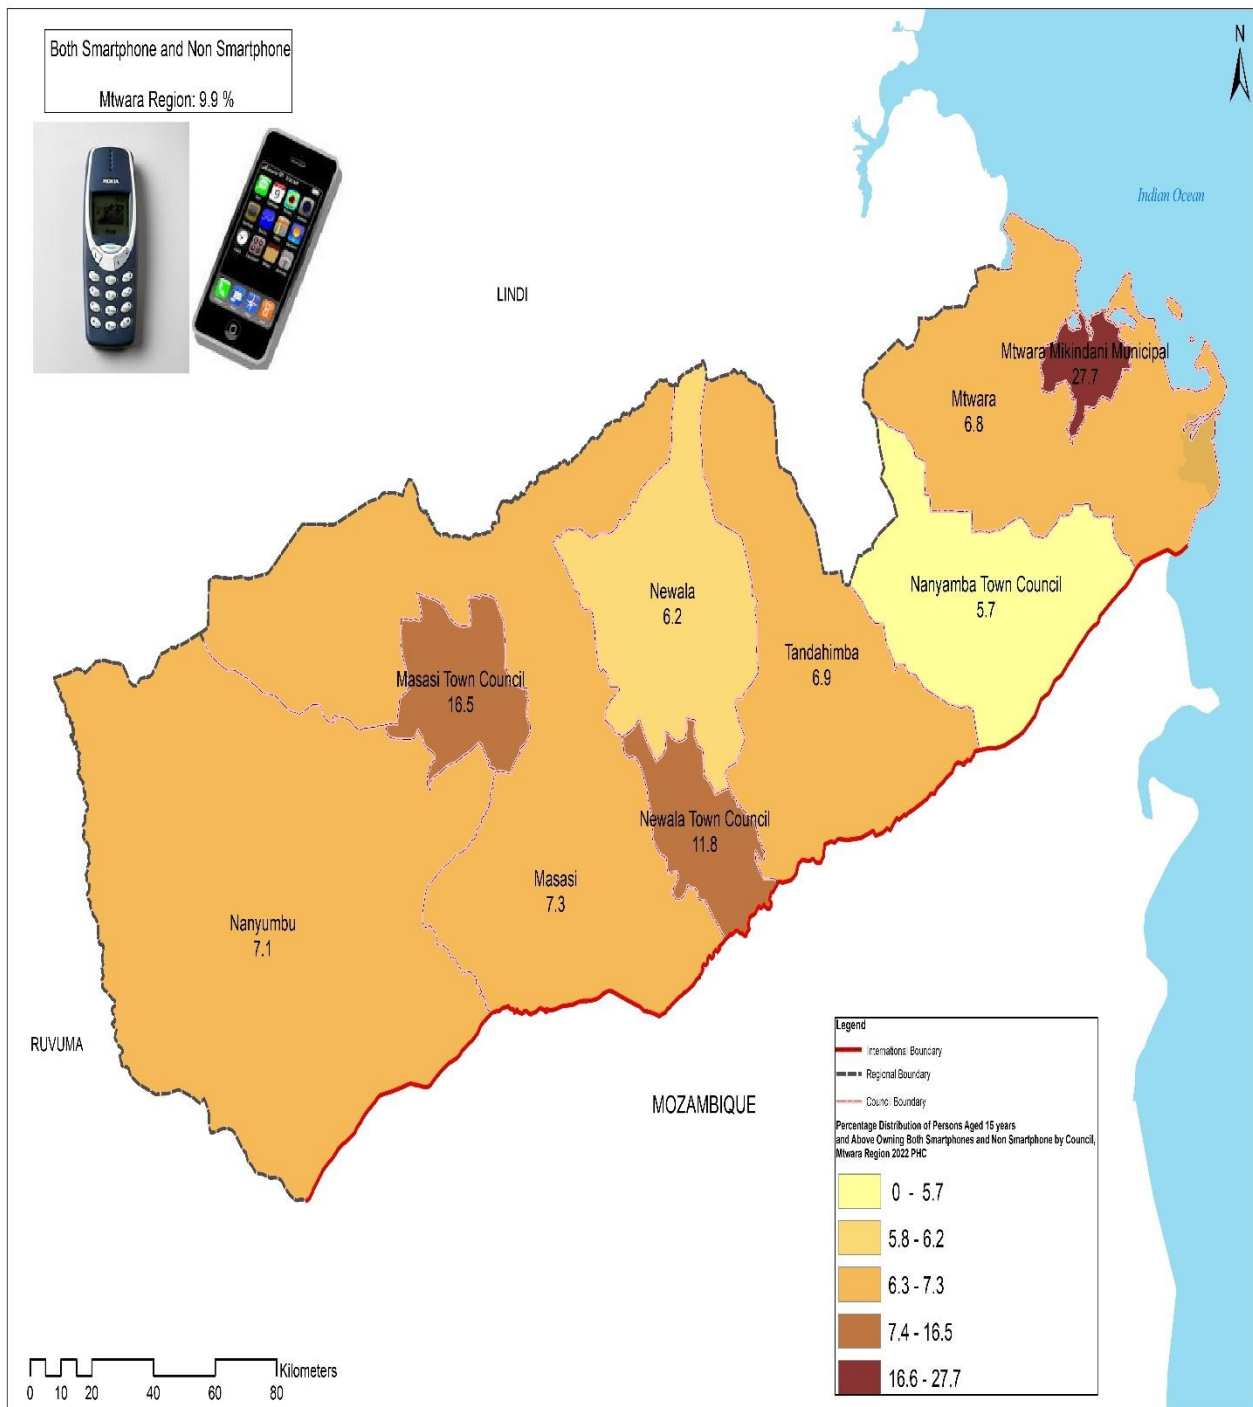 Both Smartphone and Non Smartphone
Mtwara Region: 9.9 %
N
NOKIA
Indian Ocean
LINDI
Mtwara Mikindani Municipal
27.7
Mtwara
6.8
Nanyamba Town Council
5.7
Newala
6.2
Tandahimba
6.9
Masasi Town Council
16.5
Newala Town Council
11.8
Masasi
7.3
Nanyumbu
7.1
RUVUMA
MOZAMBIQUE
Legend
International Boundary
Regional Boundary
Council Boundary
Percentage Distribution of Persons Aged 15 years
and Above Owning Both Smartphones and Non Smartphone by Council,
Mtwara Region 2022 PHC
0 - 5.7
5.8 - 6.2
6.3 - 7.3
7.4 - 16.5
16.6 - 27.7
Kilometers
0 10 20 40 60 80